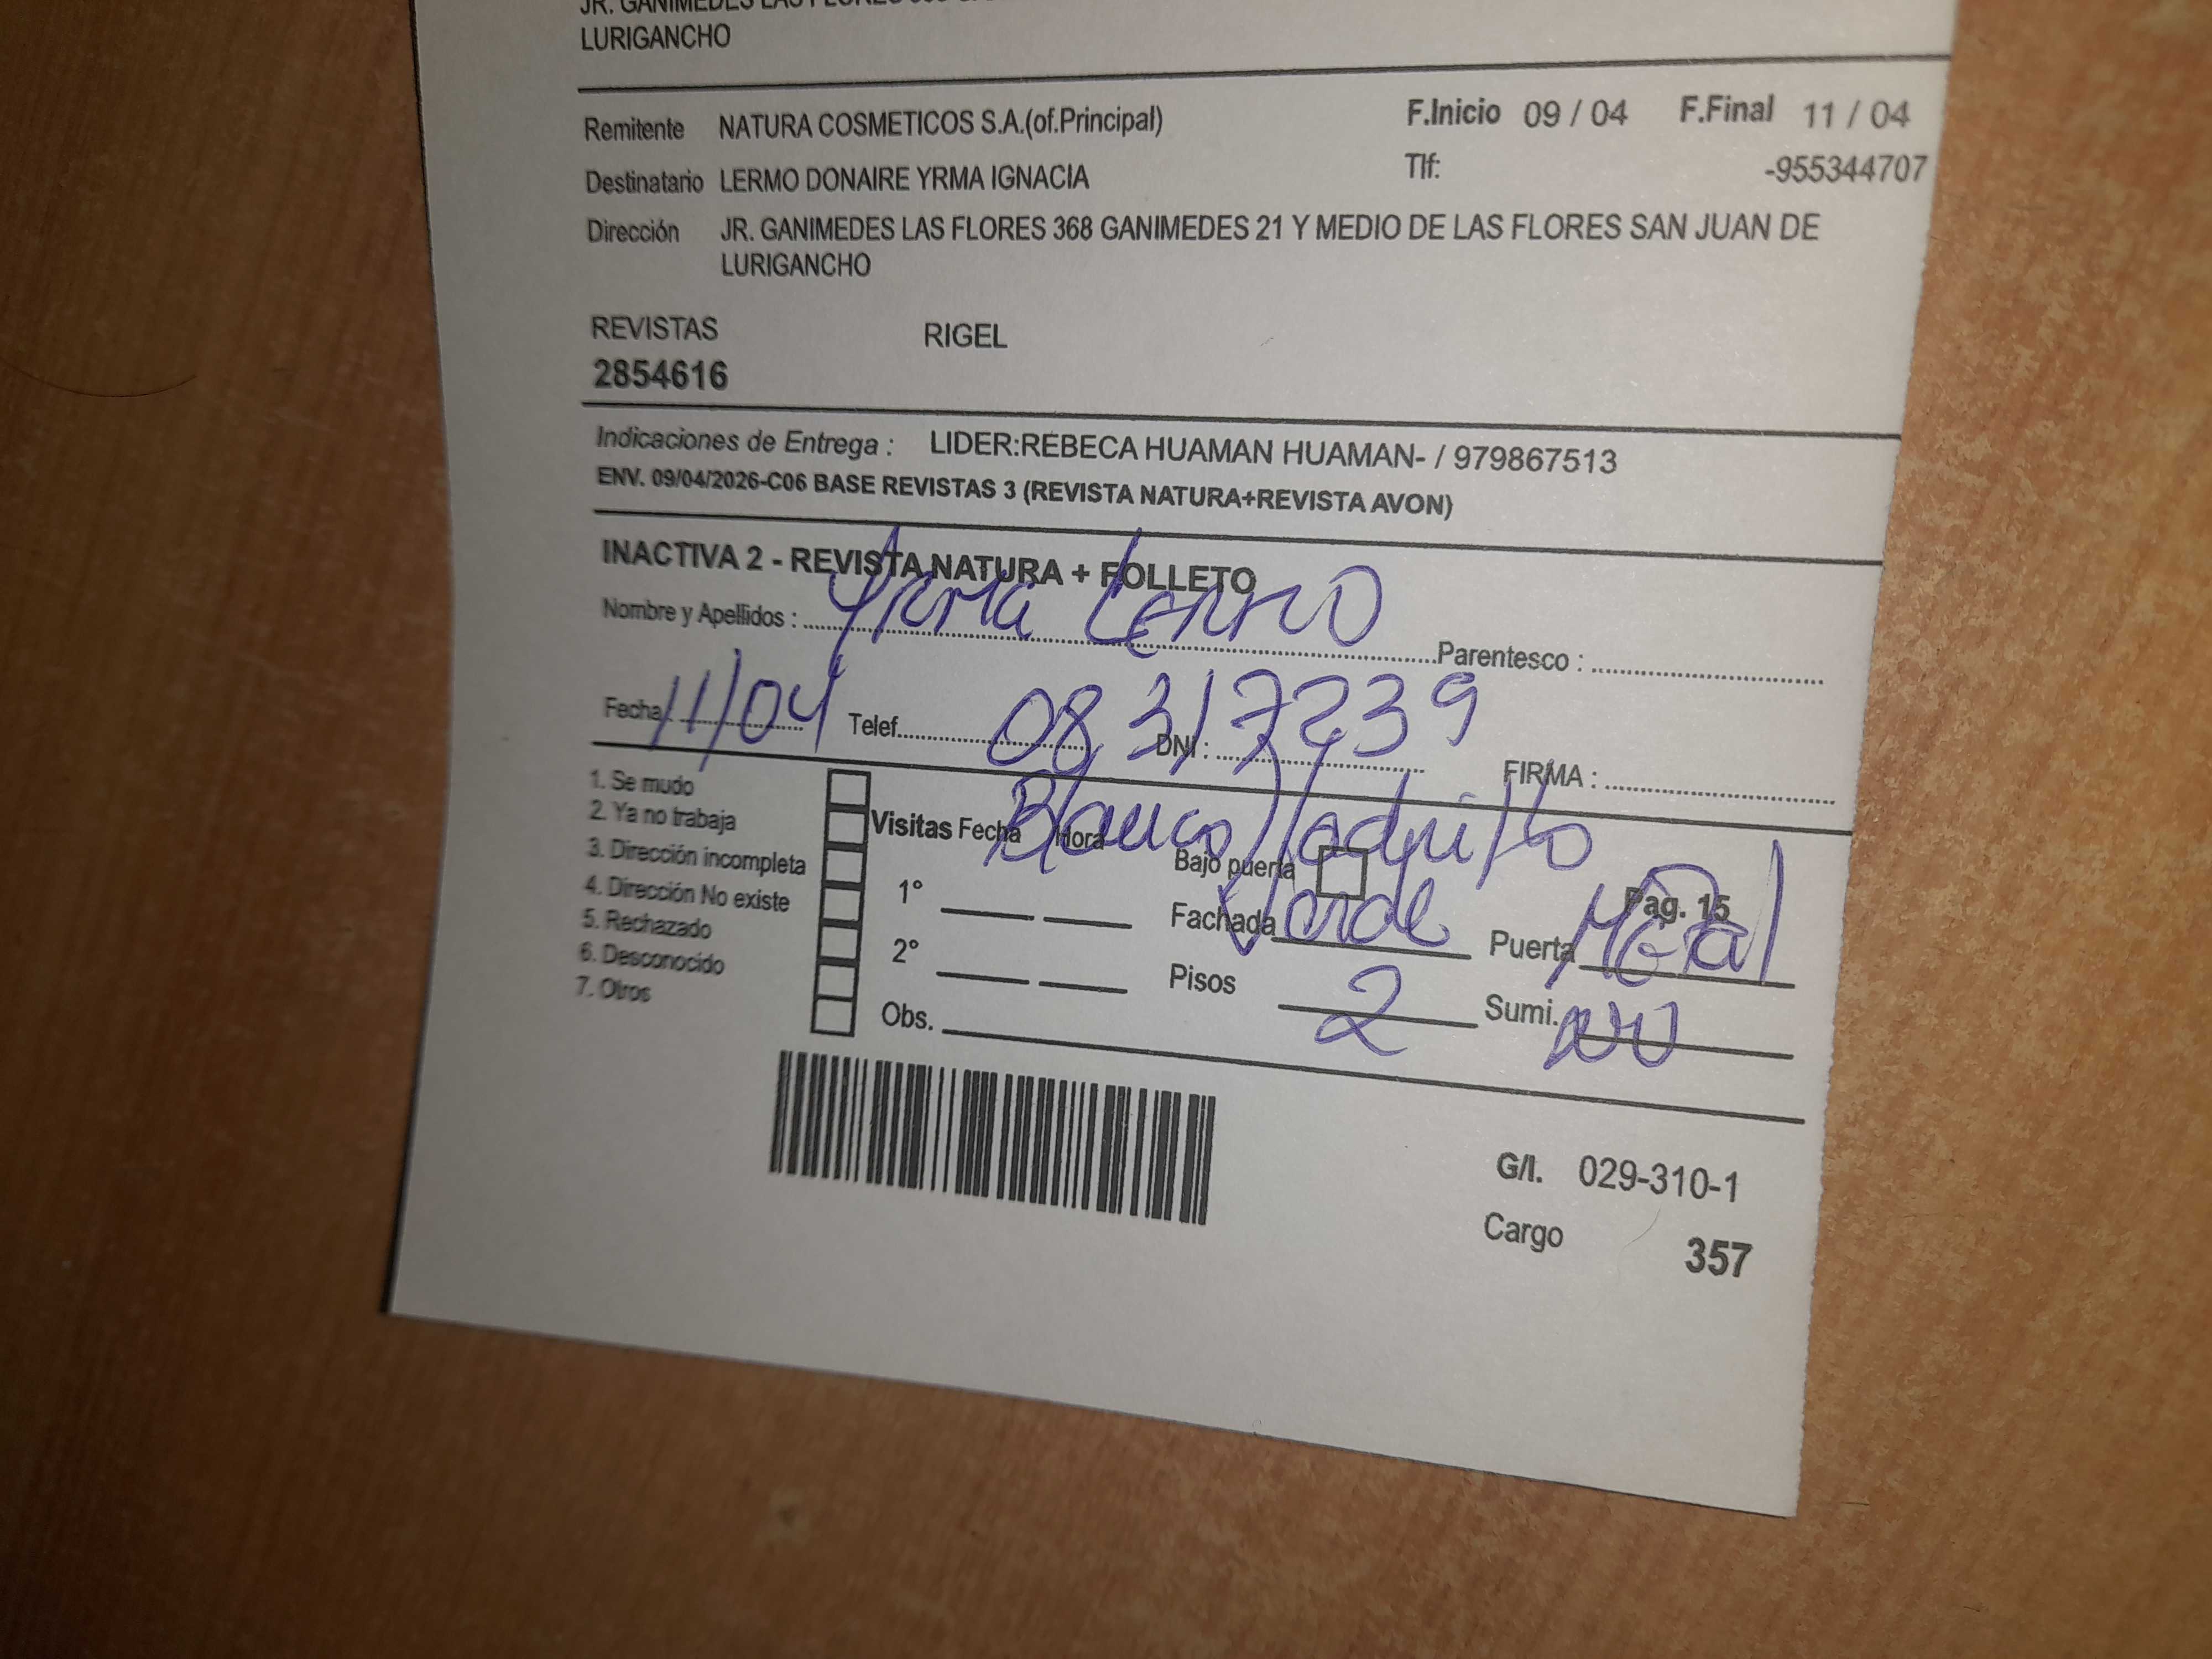 JR. GANIMEDES LAS FLORES 368
LURIGANCHO
Remitente NATURA COSMETICOS S.A.(of.Principal) F.Inicio 09 / 04 F.Final 11 / 04
Destinatario LERMO DONAIRE YRMA IGNACIA Tlf: -955344707
Dirección JR. GANIMEDES LAS FLORES 368 GANIMEDES 21 Y MEDIO DE LAS FLORES SAN JUAN DE
LURIGANCHO
REVISTAS RIGEL
2854616
Indicaciones de Entrega : LIDER:REBECA HUAMAN HUAMAN- / 979867513
ENV. 09/04/2026-C06 BASE REVISTAS 3 (REVISTA NATURA+REVISTA AVON)
INACTIVA 2 - REVISTA NATURA + FOLLETO
Nombre y Apellidos : Yrma Lermo Parentesco :
Fecha: 11/04 Telef. DNI : 08317239 FIRMA :
1. Se mudo
2. Ya no trabaja
3. Dirección incompleta
4. Dirección No existe
5. Rechazado
6. Desconocido
7. Otros
Visitas Fecha Hora Blanco / ladrillo
Bajo puerta Pag. 15
1° Fachada Verde Puerta Metal
2° Pisos 2 Sumi. NO
Obs.
G/I. 029-310-1
Cargo 357